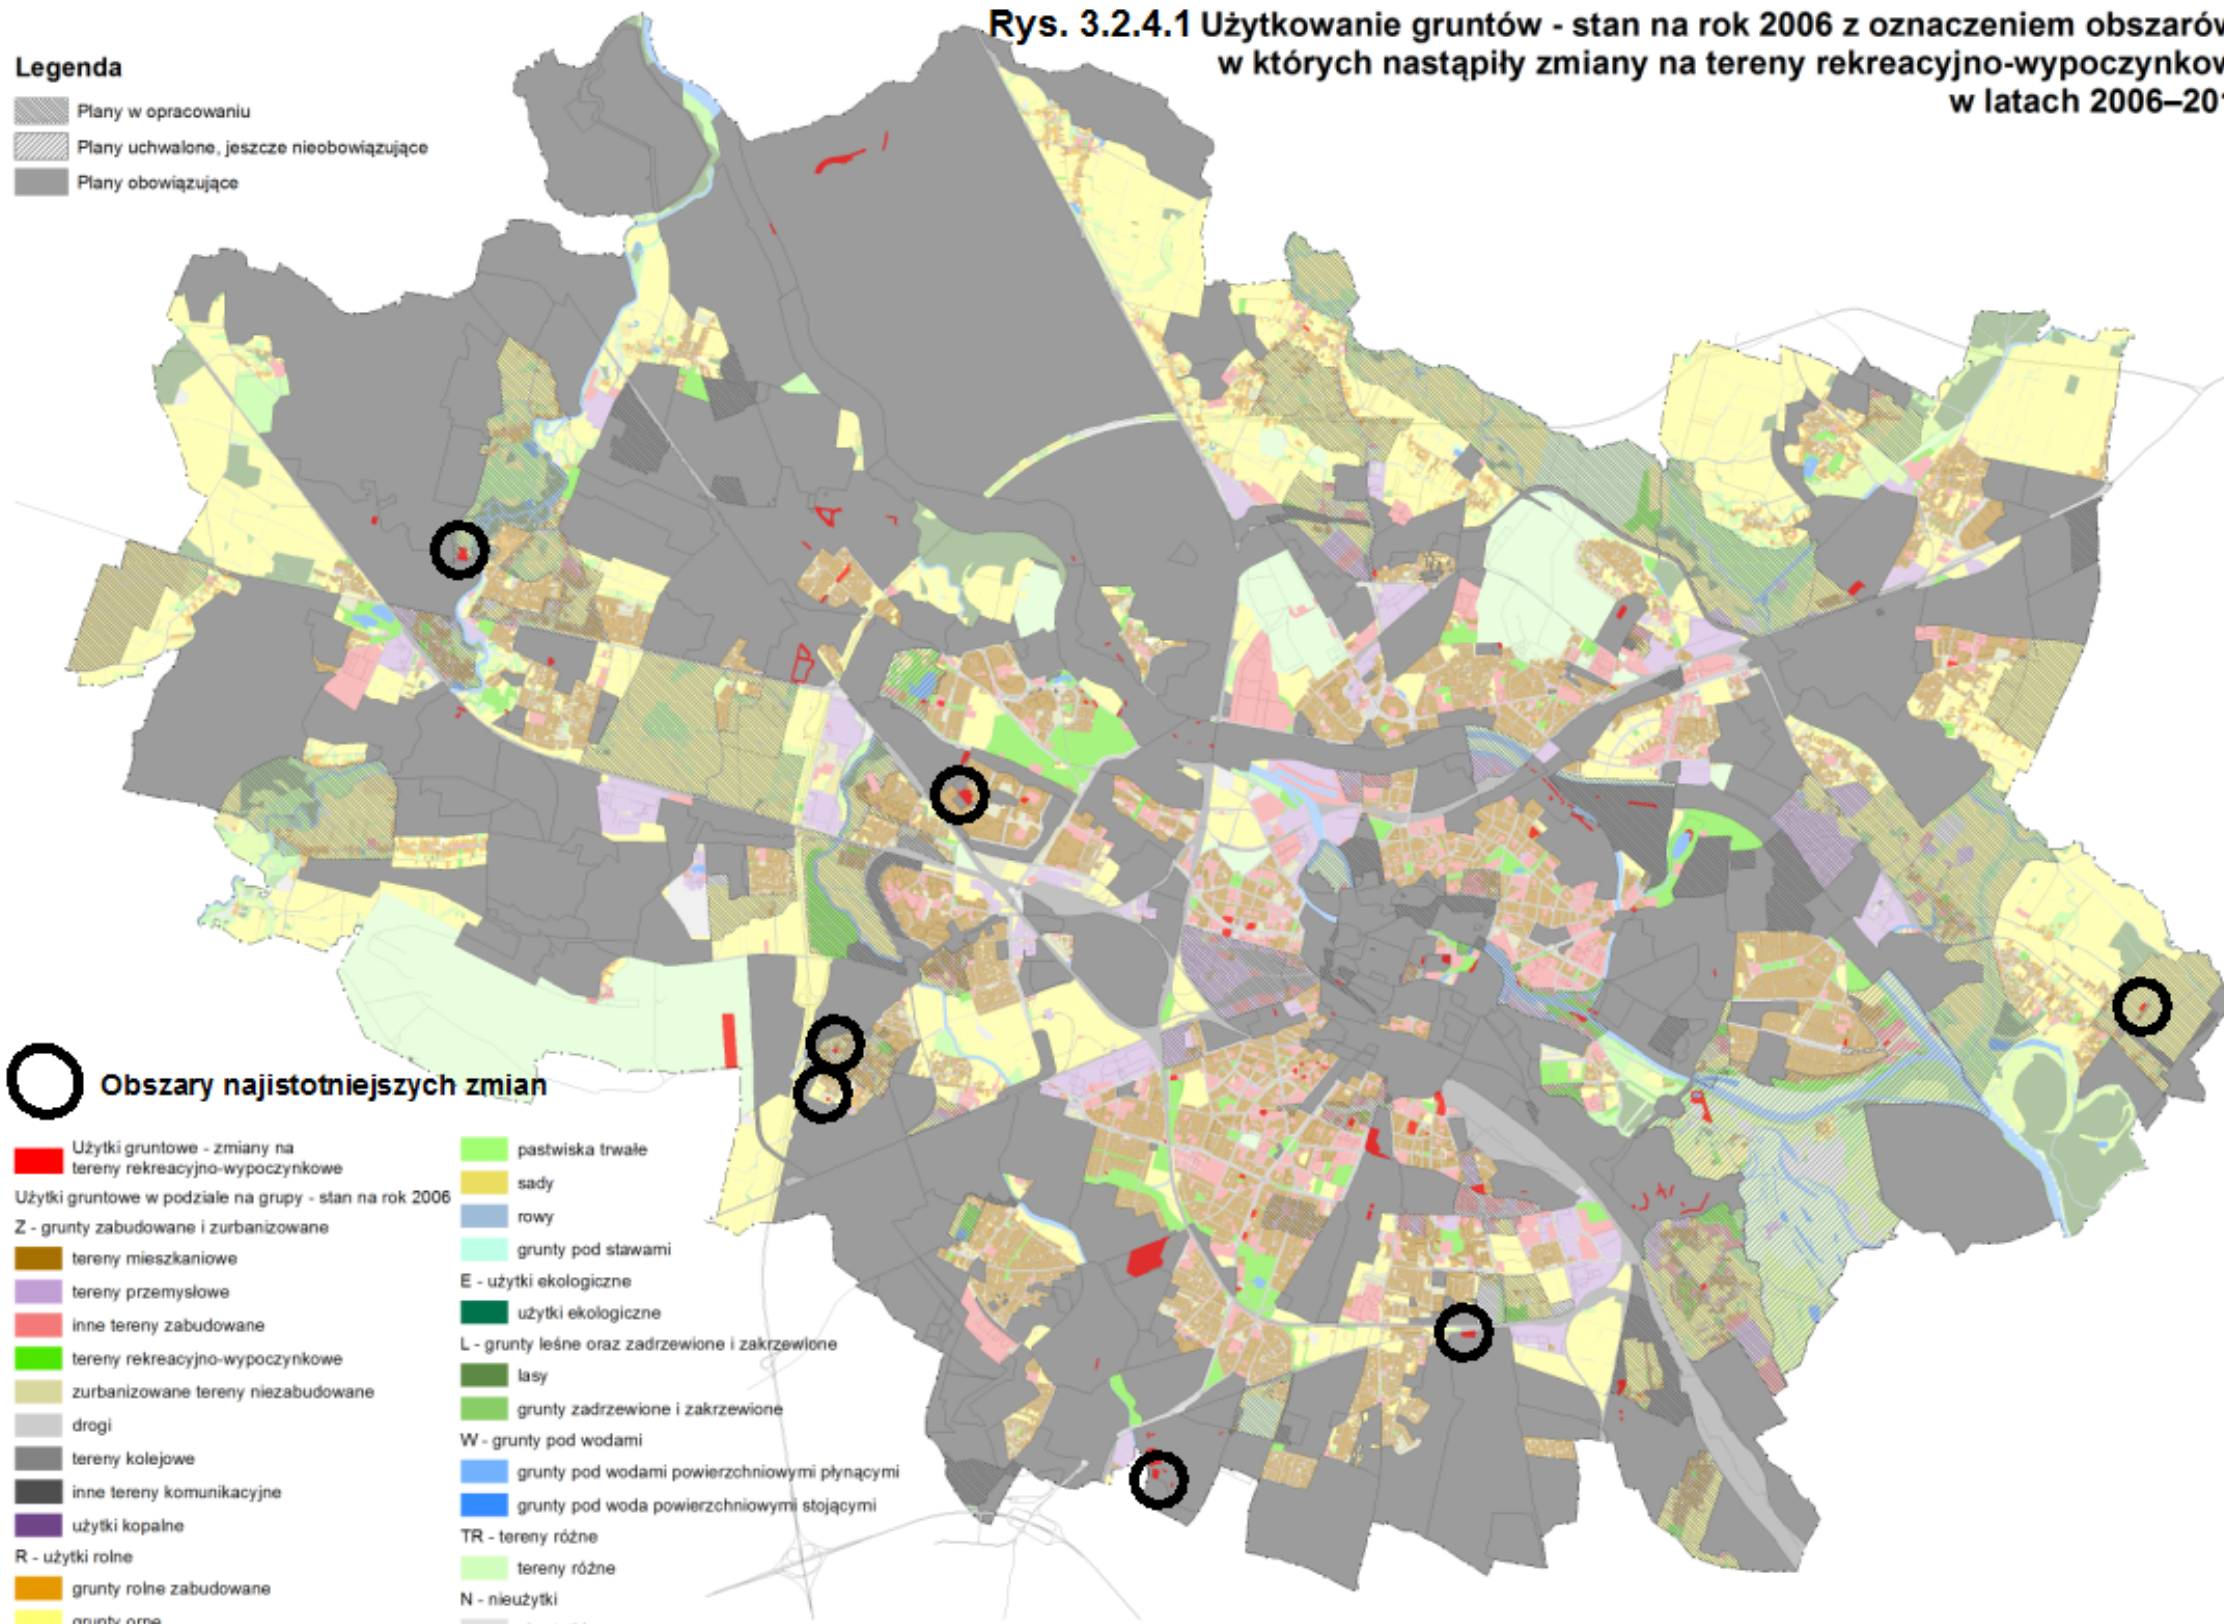 Rys. 3.2.4.1 Użytkowanie gruntów - stan na rok 2006 z oznaczeniem obszarów
w których nastąpiły zmiany na tereny rekreacyjno-wypoczynkow
w latach 2006–20
Legenda
Plany w opracowaniu
Plany uchwalone, jeszcze nieobowiązujące
Plany obowiązujące
Obszary najistotniejszych zmian
Użytki gruntowe - zmiany na
tereny rekreacyjno-wypoczynkowe
Użytki gruntowe w podziale na grupy - stan na rok 2006
Z - grunty zabudowane i zurbanizowane
tereny mieszkaniowe
tereny przemysłowe
inne tereny zabudowane
tereny rekreacyjno-wypoczynkowe
zurbanizowane tereny niezabudowane
drogi
tereny kolejowe
inne tereny komunikacyjne
użytki kopalne
R - użytki rolne
grunty rolne zabudowane
grunty orne
pastwiska trwałe
sady
rowy
grunty pod stawami
E - użytki ekologiczne
użytki ekologiczne
L - grunty leśne oraz zadrzewione i zakrzewione
lasy
grunty zadrzewione i zakrzewione
W - grunty pod wodami
grunty pod wodami powierzchniowymi płynącymi
grunty pod woda powierzchniowymi stojącymi
TR - tereny różne
tereny różne
N - nieużytki